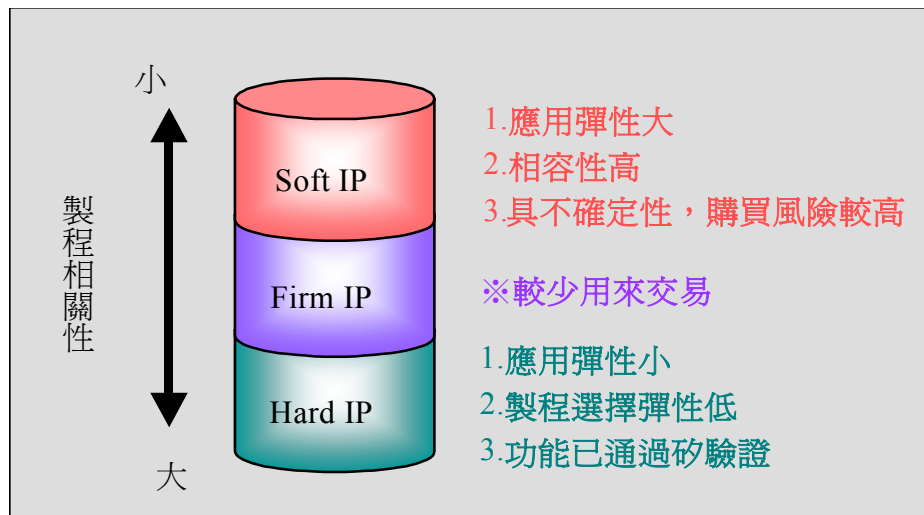 小
製程相關性
大
Soft IP
Firm IP
Hard IP
1.應用彈性大
2.相容性高
3.具不確定性，購買風險較高
※較少用來交易
1.應用彈性小
2.製程選擇彈性低
3.功能已通過矽驗證